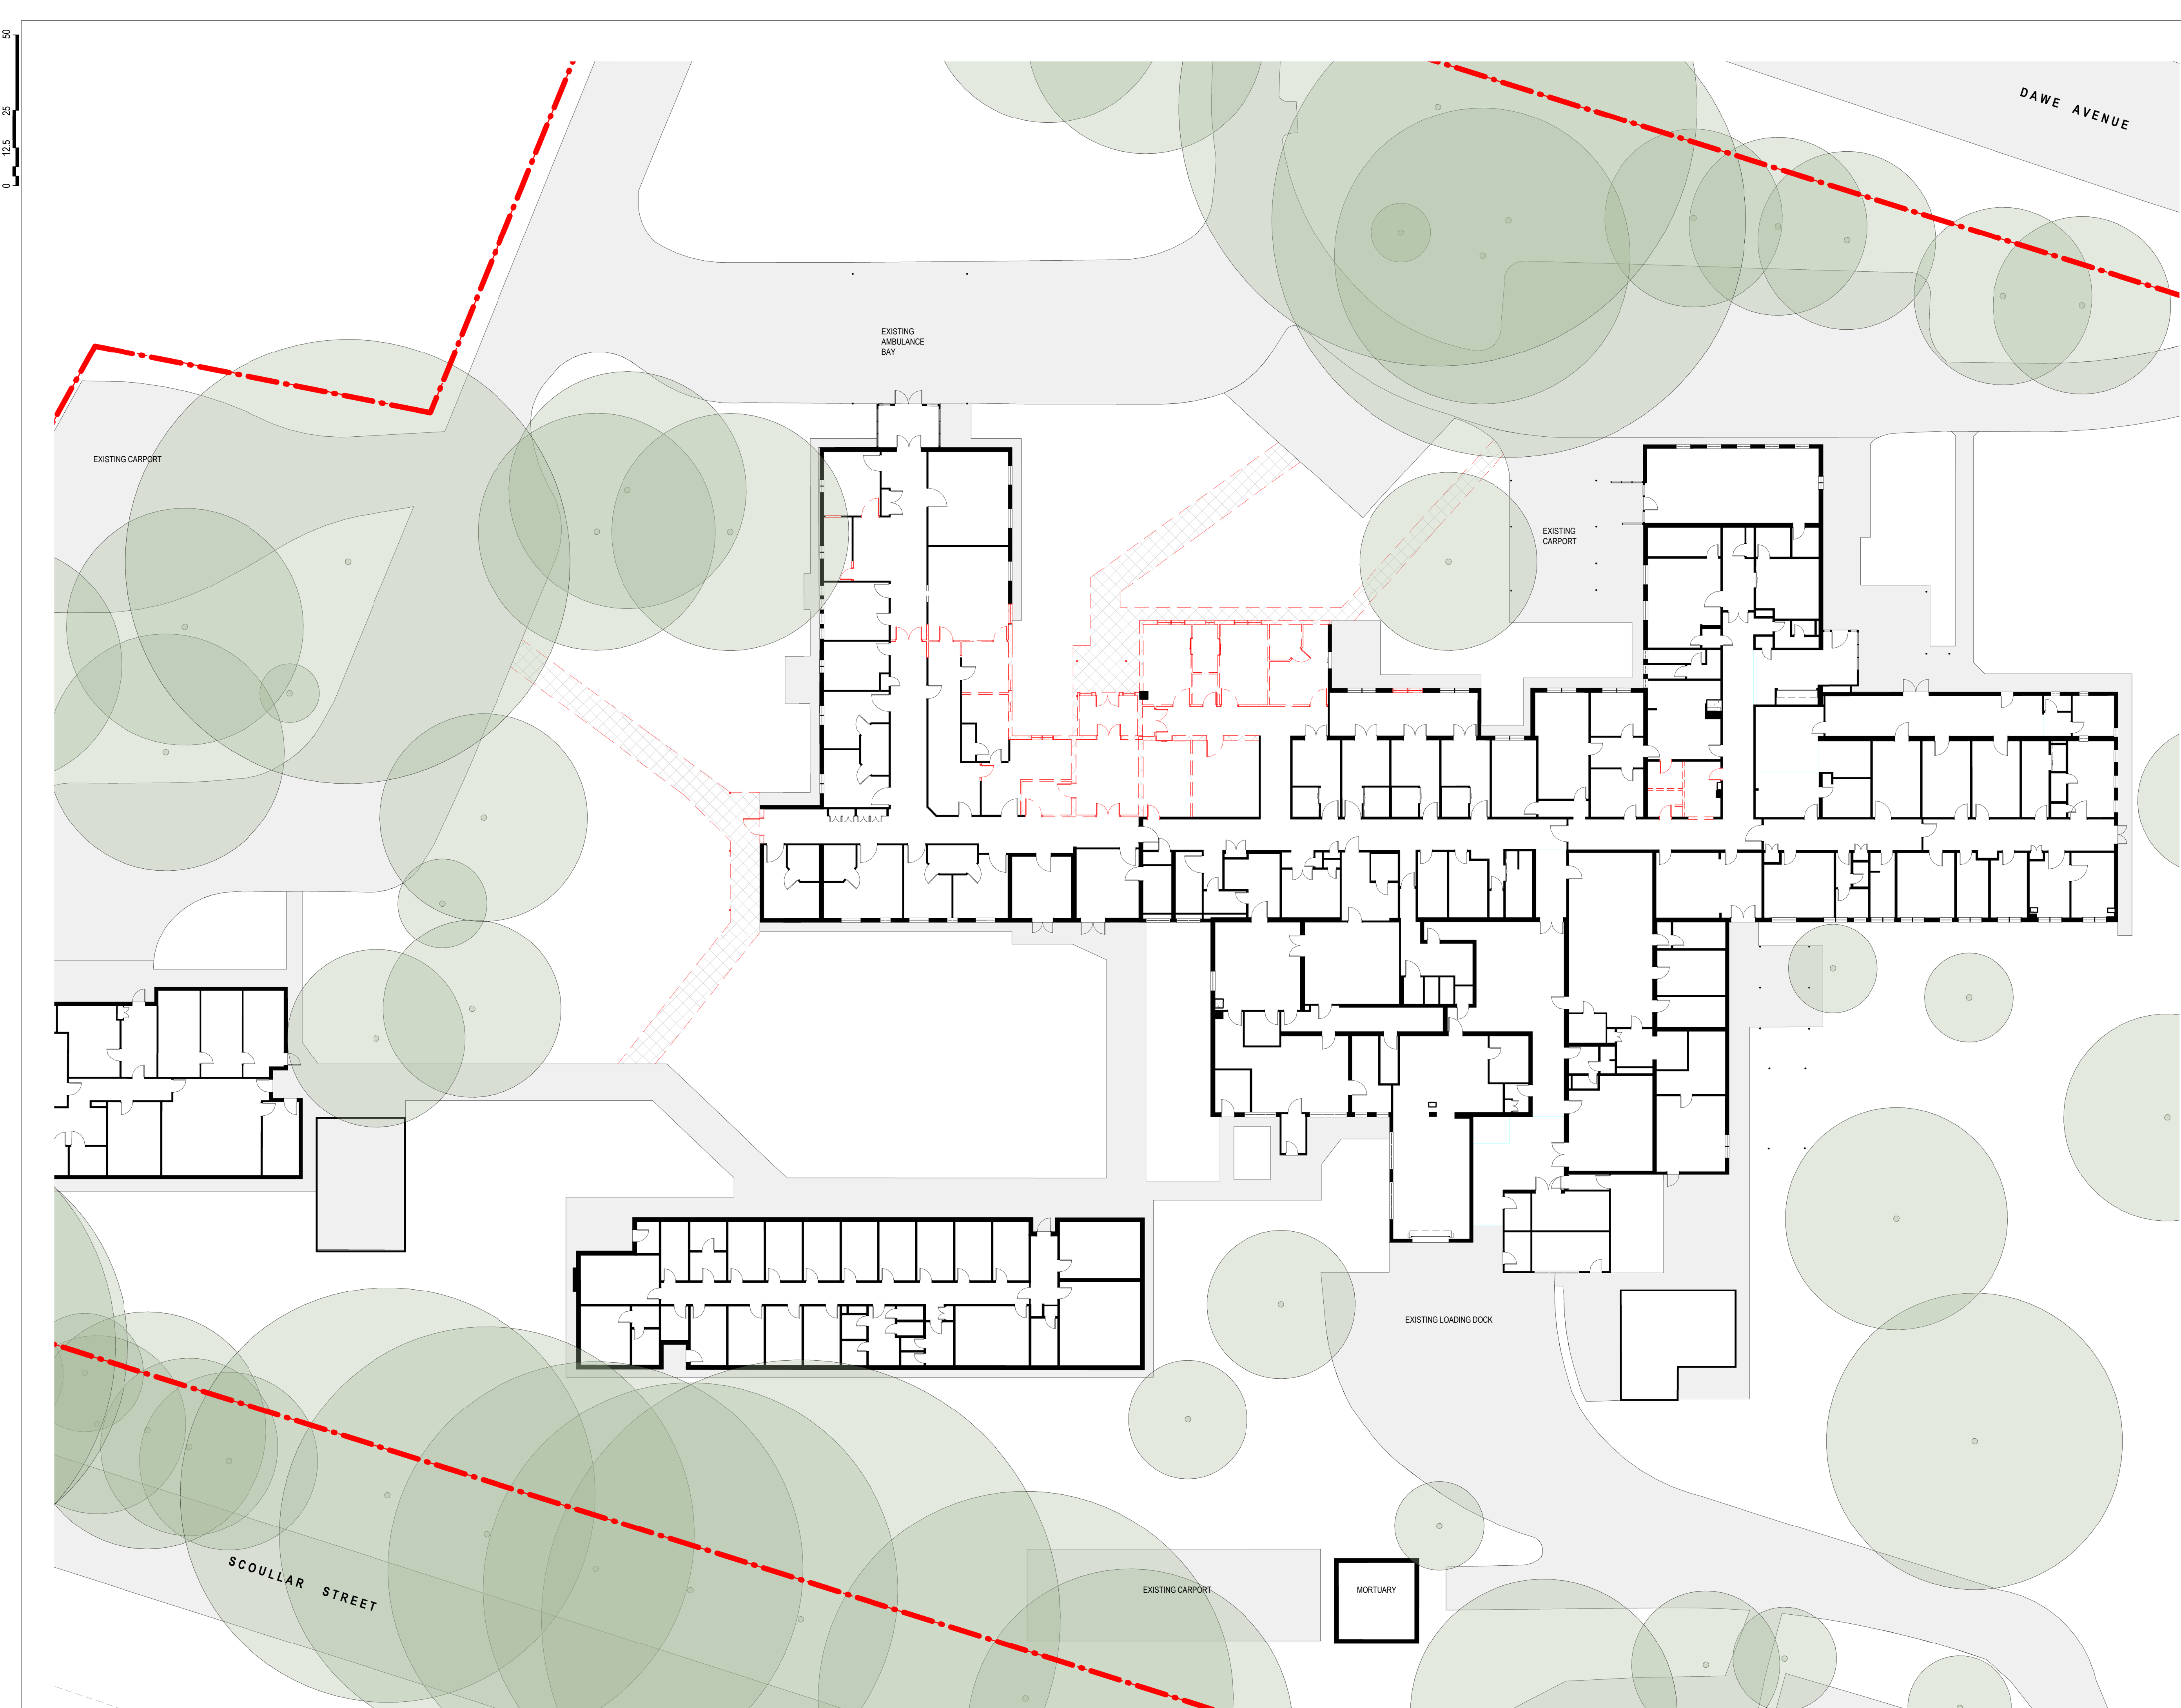 50
25
12.5
0
DAWE AVENUE
EXISTING
AMBULANCE
BAY
EXISTING CARPORT
EXISTING
CARPORT
EXISTING LOADING DOCK
SCOULLAR STREET
EXISTING CARPORT
MORTUARY